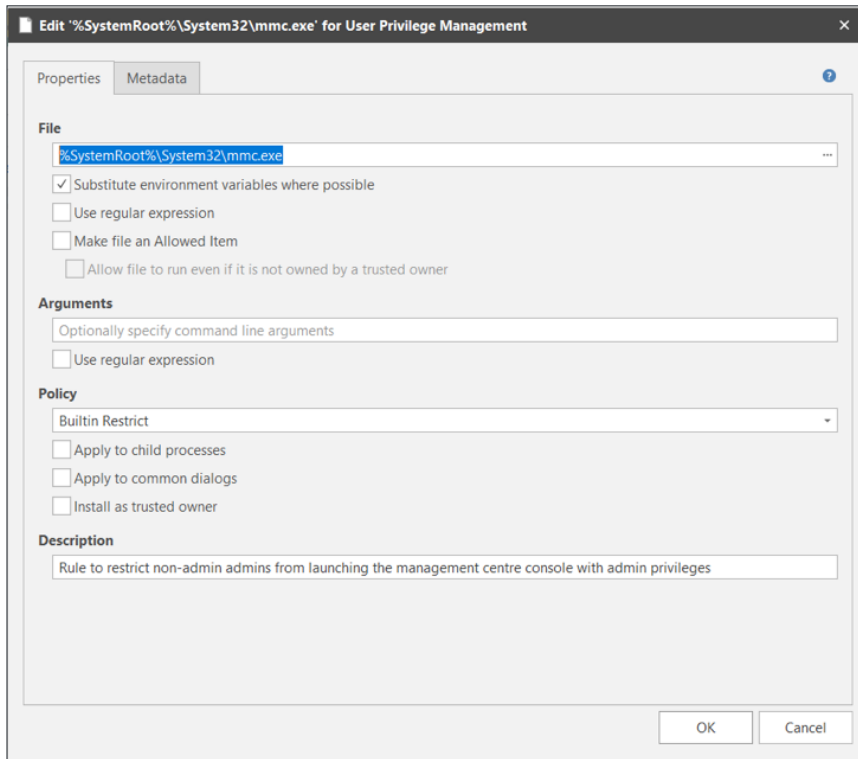 Edit '%SystemRoot%\System32\mmc.exe' for User Privilege Management
Properties
Metadata
File
%SystemRoot%\System32\mmc.exe
...
Substitute environment variables where possible
Use regular expression
Make file an Allowed Item
Allow file to run even if it is not owned by a trusted owner
Arguments
Optionally specify command line arguments
Use regular expression
Policy
Builtin Restrict
Apply to child processes
Apply to common dialogs
Install as trusted owner
Description
Rule to restrict non-admin admins from launching the management centre console with admin privileges
OK
Cancel